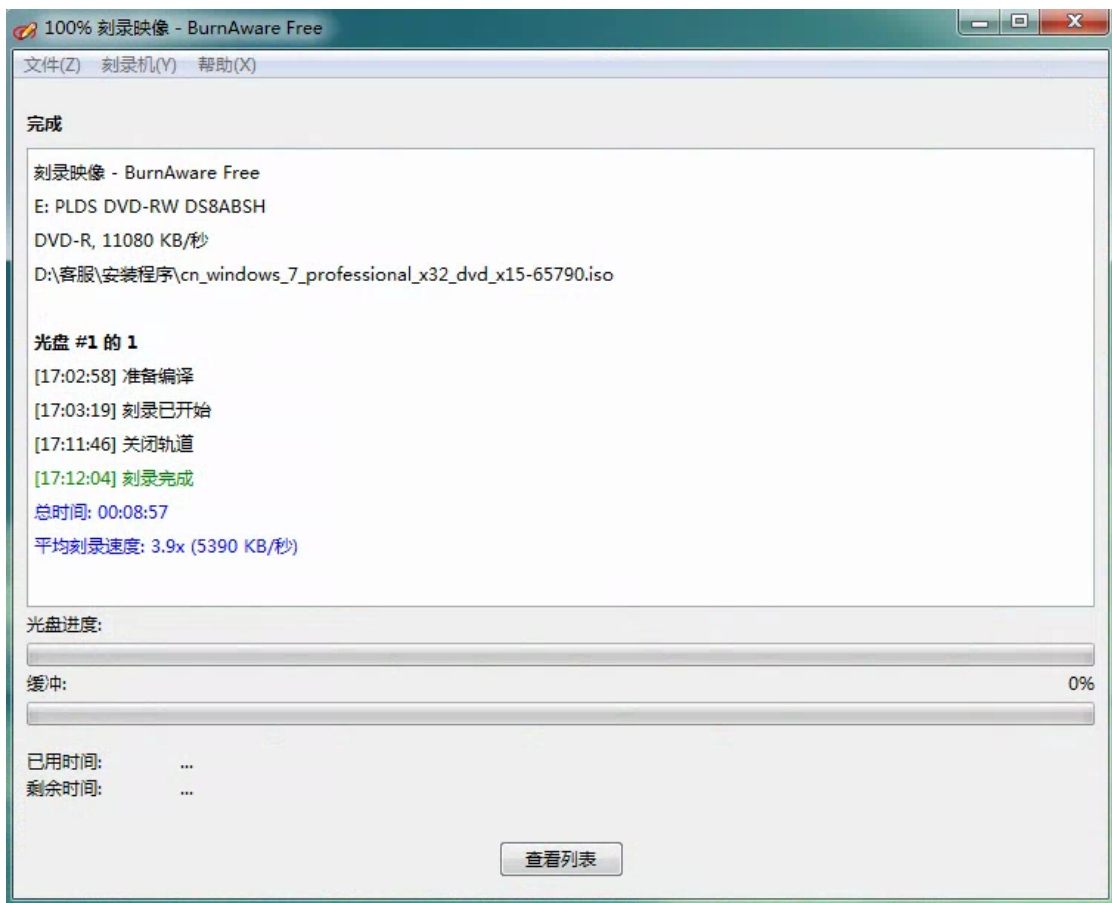 100% 刻录映像 - BurnAware Free
文件(Z) 刻录机(Y) 帮助(X)
完成
刻录映像 - BurnAware Free
E: PLDS DVD-RW DS8ABSH
DVD-R, 11080 KB/秒
D:\客服\安装程序\cn_windows_7_professional_x32_dvd_x15-65790.iso
光盘 #1 的 1
[17:02:58] 准备编译
[17:03:19] 刻录已开始
[17:11:46] 关闭轨道
[17:12:04] 刻录完成
总时间: 00:08:57
平均刻录速度: 3.9x (5390 KB/秒)
光盘进度:
缓冲: 0%
已用时间: ...
剩余时间: ...
查看列表